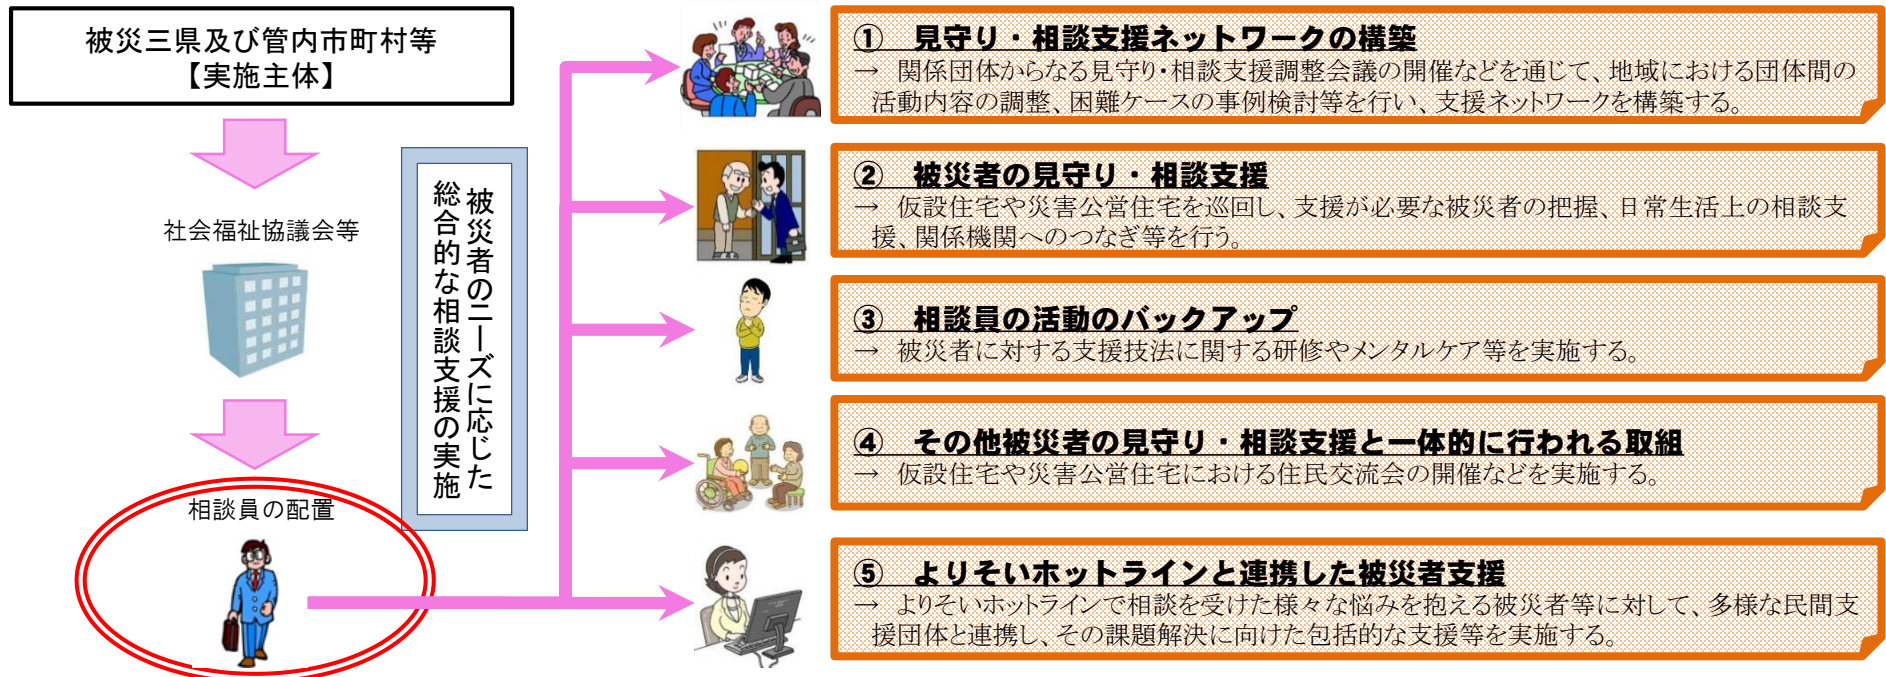 被災三県及び管内市町村等
【実施主体】
社会福祉協議会等
相談員の配置
被災者のニーズに応じた
総合的な相談支援の実施
① 見守り・相談支援ネットワークの構築
→ 関係団体からなる見守り・相談支援調整会議の開催などを通じて、地域における団体間の
活動内容の調整、困難ケースの事例検討等を行い、支援ネットワークを構築する。
② 被災者の見守り・相談支援
→ 仮設住宅や災害公営住宅を巡回し、支援が必要な被災者の把握、日常生活上の相談支
援、関係機関へのつなぎ等を行う。
③ 相談員の活動のバックアップ
→ 被災者に対する支援技法に関する研修やメンタルケア等を実施する。
④ その他被災者の見守り・相談支援と一体的に行われる取組
→ 仮設住宅や災害公営住宅における住民交流会の開催などを実施する。
⑤ よりそいホットラインと連携した被災者支援
→ よりそいホットラインで相談を受けた様々な悩みを抱える被災者等に対して、多様な民間支
援団体と連携し、その課題解決に向けた包括的な支援等を実施する。